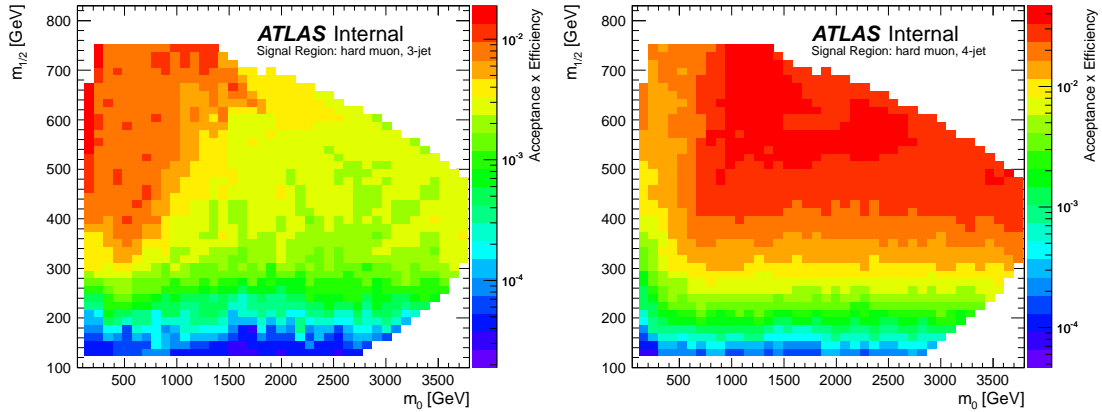 ATLAS Internal
Signal Region: hard muon, 3-jet
m1/2 [GeV]
800
700
600
500
400
300
200
100
500 1000 1500 2000 2500 3000 3500
m0 [GeV]
10-2
10-3
10-4
Acceptance x Efficiency
ATLAS Internal
Signal Region: hard muon, 4-jet
m1/2 [GeV]
800
700
600
500
400
300
200
100
500 1000 1500 2000 2500 3000 3500
m0 [GeV]
10-2
10-3
10-4
Acceptance x Efficiency